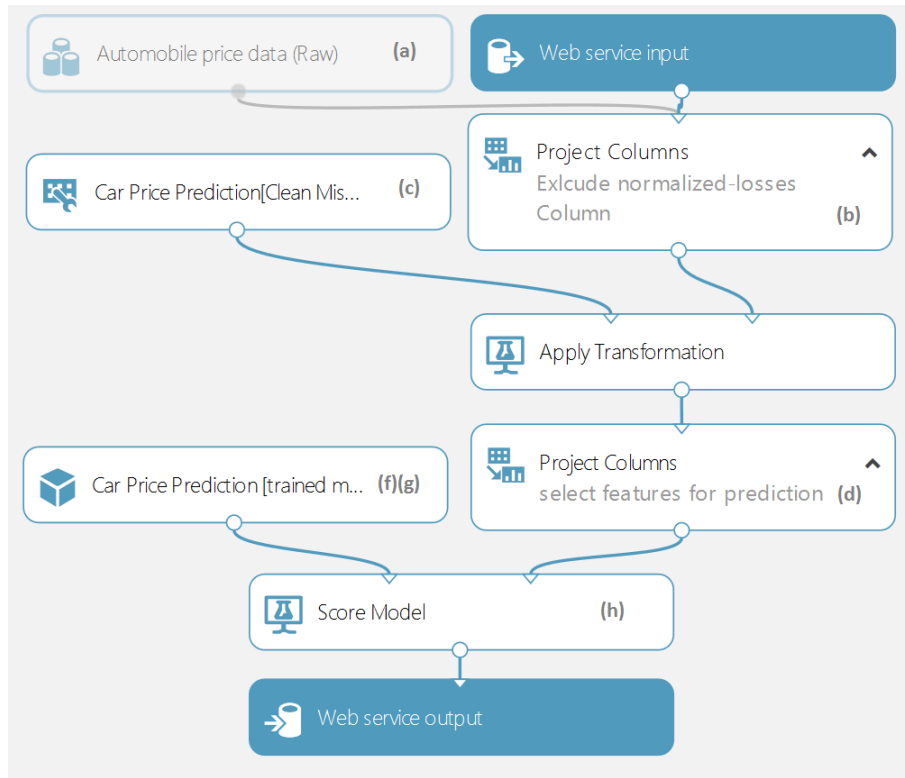 Automobile price data (Raw) (a)
Web service input
Project Columns
Exlcude normalized-losses
Column (b)
Car Price Prediction[Clean Mis... (c)
Apply Transformation
Project Columns
select features for prediction (d)
Car Price Prediction [trained m... (f)(g)
Score Model (h)
Web service output